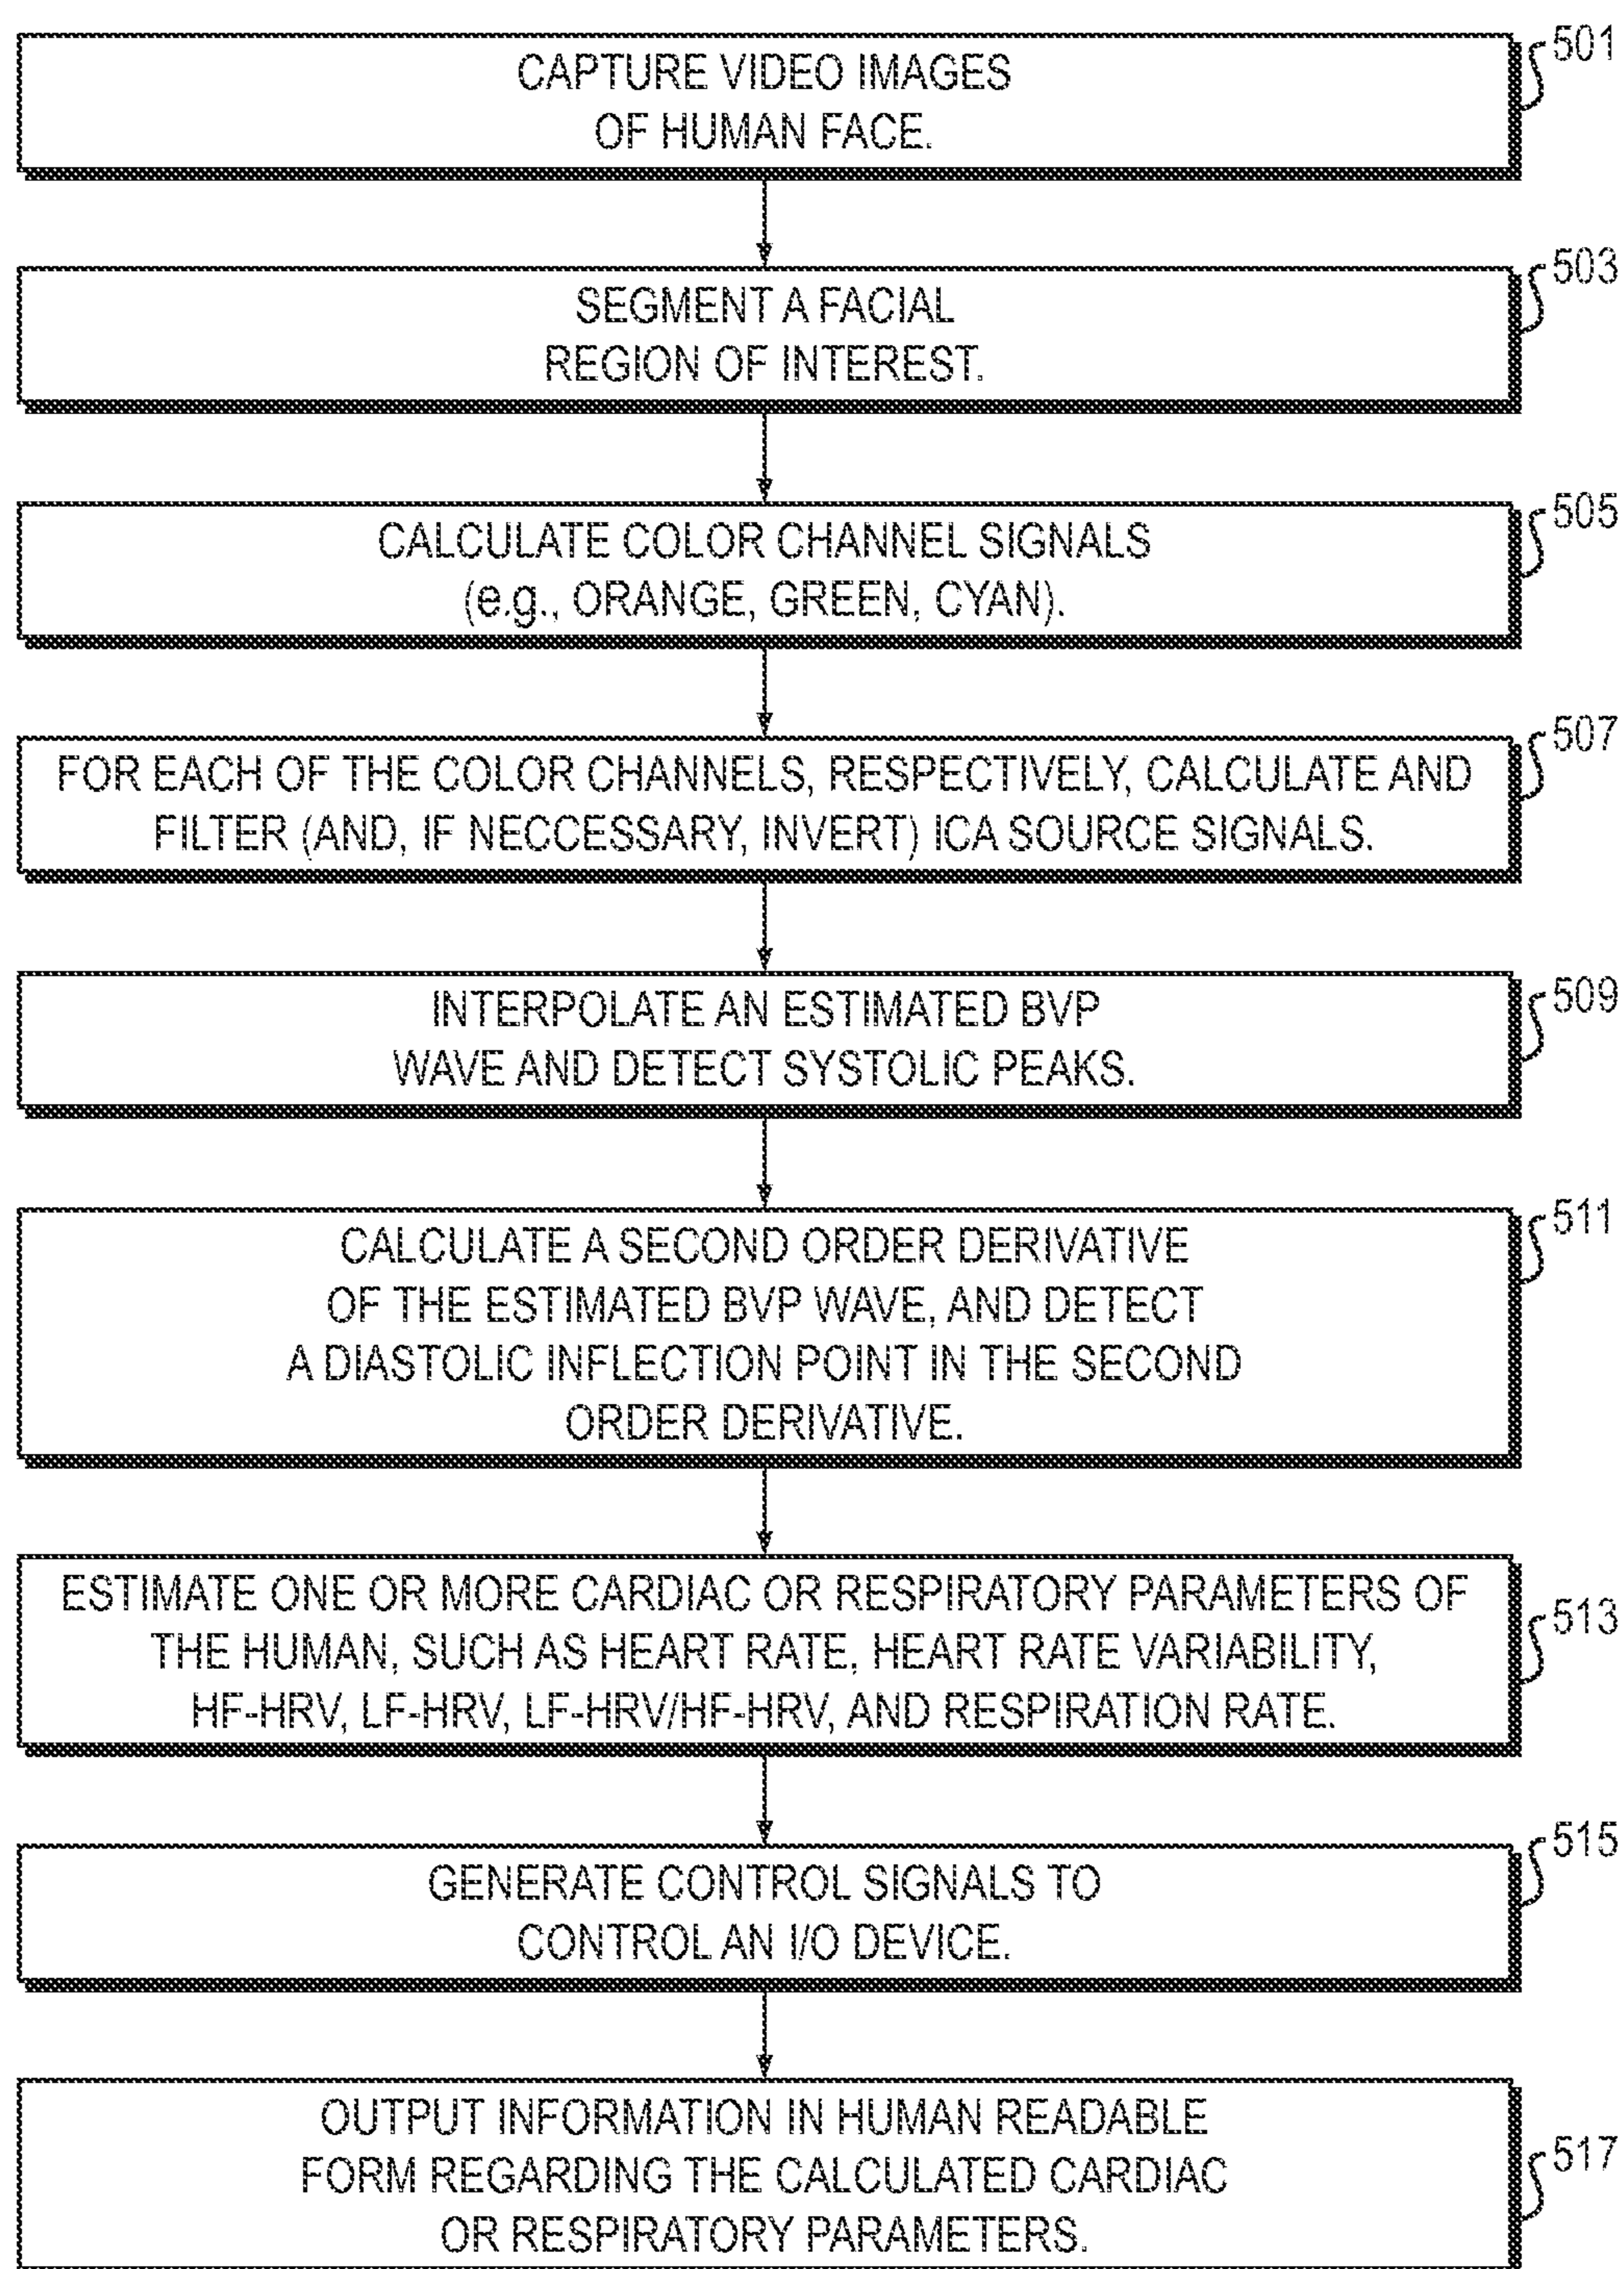 CAPTURE VIDEO IMAGES
OF HUMAN FACE.
501
SEGMENT A FACIAL
REGION OF INTEREST.
503
CALCULATE COLOR CHANNEL SIGNALS
(e.g., ORANGE, GREEN, CYAN).
505
FOR EACH OF THE COLOR CHANNELS, RESPECTIVELY, CALCULATE AND
FILTER (AND, IF NECCESSARY, INVERT) ICA SOURCE SIGNALS.
507
INTERPOLATE AN ESTIMATED BVP
WAVE AND DETECT SYSTOLIC PEAKS.
509
CALCULATE A SECOND ORDER DERIVATIVE
OF THE ESTIMATED BVP WAVE, AND DETECT
A DIASTOLIC INFLECTION POINT IN THE SECOND
ORDER DERIVATIVE.
511
ESTIMATE ONE OR MORE CARDIAC OR RESPIRATORY PARAMETERS OF
THE HUMAN, SUCH AS HEART RATE, HEART RATE VARIABILITY,
HF-HRV, LF-HRV, LF-HRV/HF-HRV, AND RESPIRATION RATE.
513
GENERATE CONTROL SIGNALS TO
CONTROL AN I/O DEVICE.
515
OUTPUT INFORMATION IN HUMAN READABLE
FORM REGARDING THE CALCULATED CARDIAC
OR RESPIRATORY PARAMETERS.
517